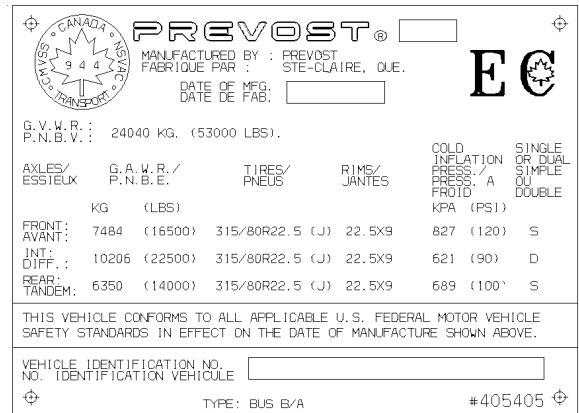 CANADA
CMVSS NSVAC
944
TRANSPORT
PREVOST ®
MANUFACTURED BY : PREVOST
FABRIQUE PAR : STE-CLAIRE, QUE.
DATE OF MFG.
DATE DE FAB.
EC
G.V.W.R. :
P.N.B.V. : 24040 KG. (53000 LBS).
AXLES/ G.A.W.R./ TIRES/ RIMS/ COLD INFLATION PRESS./ SINGLE OR DUAL
ESSIEUX P.N.B.E. PNEUS JANTES PRESS. A FROID SIMPLE OU DOUBLE
KG (LBS) KPA (PSI)
FRONT:
AVANT: 7484 (16500) 315/80R22.5 (J) 22.5X9 827 (120) S
INT:
DIFF.: 10206 (22500) 315/80R22.5 (J) 22.5X9 621 (90) D
REAR:
TANDEM: 6350 (14000) 315/80R22.5 (J) 22.5X9 689 (100) S
THIS VEHICLE CONFORMS TO ALL APPLICABLE U.S. FEDERAL MOTOR VEHICLE
SAFETY STANDARDS IN EFFECT ON THE DATE OF MANUFACTURE SHOWN ABOVE.
VEHICLE IDENTIFICATION NO.
NO. IDENTIFICATION VEHICULE
TYPE: BUS B/A #405405